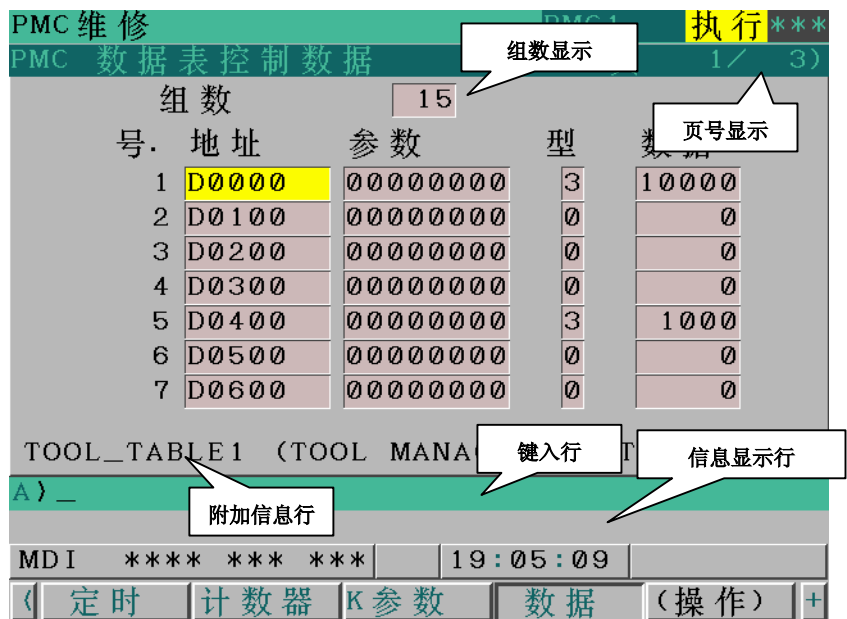 PMC 维修 PMC1 执行 ***
PMC 数据表控制数据 1/ 3)
组数显示
组数 15
页号显示
号. 地址 参数 型 数据
1 D0000 00000000 3 10000
2 D0100 00000000 0 0
3 D0200 00000000 0 0
4 D0300 00000000 0 0
5 D0400 00000000 3 1000
6 D0500 00000000 0 0
7 D0600 00000000 0 0
TOOL_TABLE1 (TOOL MANA
键入行
信息显示行
A)_
附加信息行
MDI **** *** *** 19:05:09
( 定时 计数器 K参数 数据 (操作) +